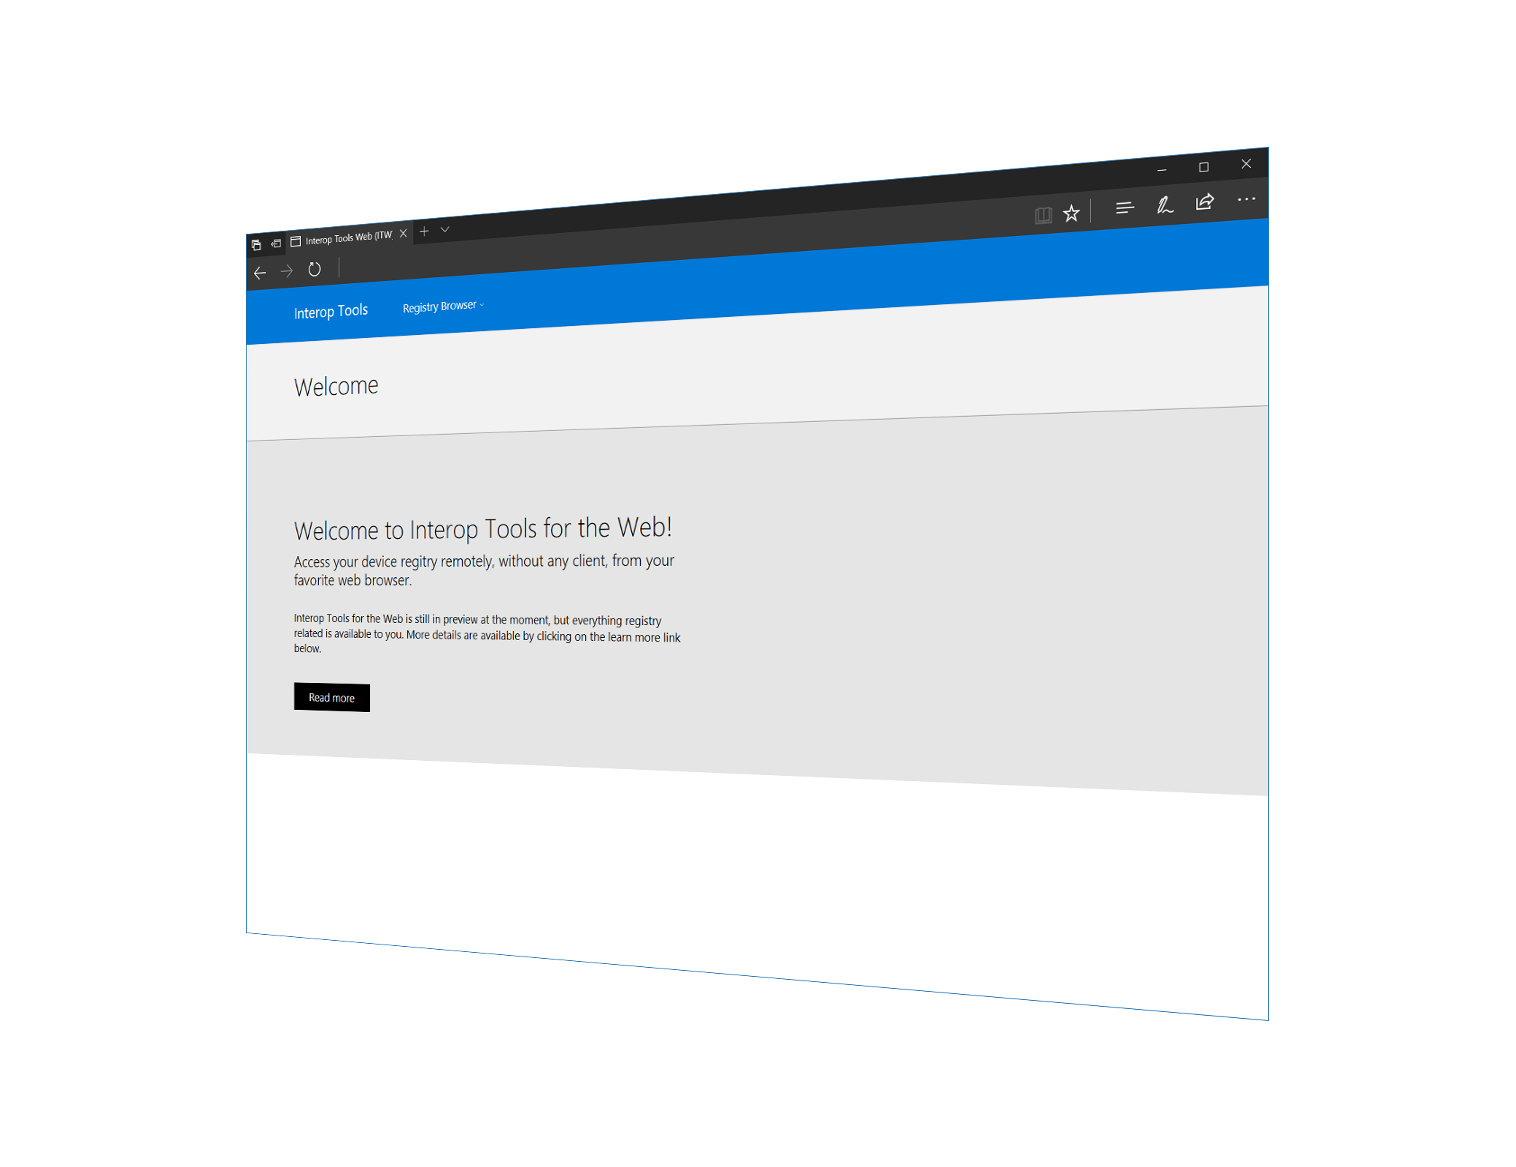 Interop Tools Web (ITW
Interop Tools
Registry Browser
Welcome
Welcome to Interop Tools for the Web!
Access your device regitry remotely, without any client, from your
favorite web browser.
Interop Tools for the Web is still in preview at the moment, but everything registry
related is available to you. More details are available by clicking on the learn more link
below.
Read more